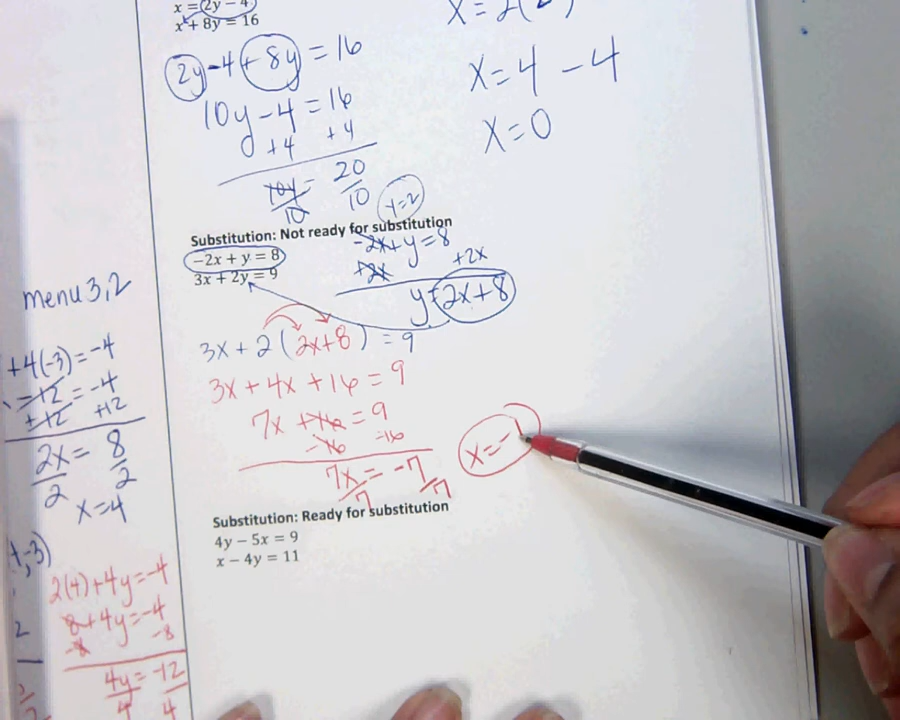 x = (2y − 4)
x + 8y = 16
2y - 4 + 8y = 16
10y - 4 = 16
+4 +4
10y = 20
10 10
y=2
x = 4 - 4
x = 0
Substitution: Not ready for substitution
−2x + y = 8
3x + 2y = 9
-2x + y = 8
+2x +2x
y = 2x + 8
3x + 2(2x+8) = 9
3x + 4x + 16 = 9
7x + 16 = 9
-16 -16
7x = -7
7 7
x = -1
Substitution: Ready for substitution
4y − 5x = 9
x − 4y = 11
menu 3,2
+4(-3) = -4
-12 = -4
+12 +12
2x = 8
2 2
x = 4
,-3)
2(4) + 4y = -4
8 + 4y = -4
-8 -8
4y = -12
4 4
2